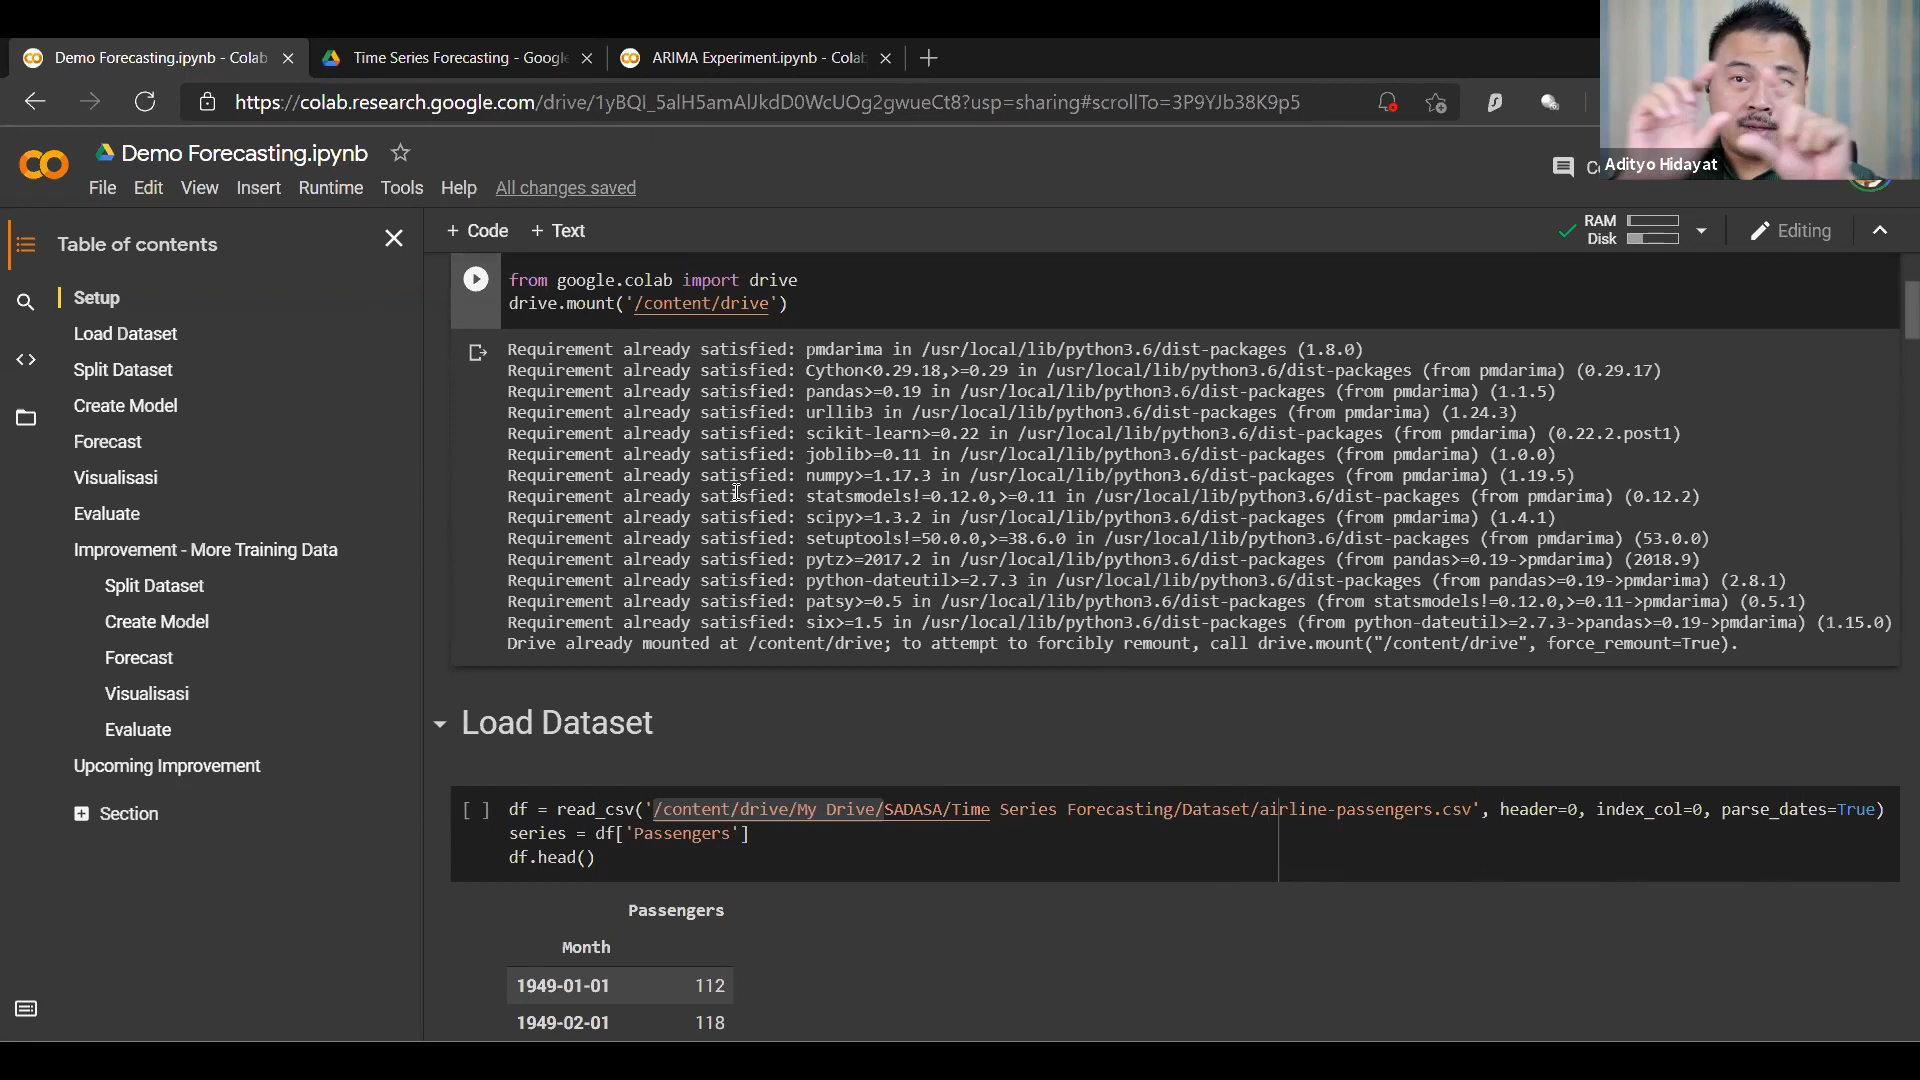 Demo Forecasting.ipynb - Colab
Time Series Forecasting - Google
ARIMA Experiment.ipynb - Colab
https://colab.research.google.com/drive/1yBQI_5alH5amAlJkdD0WcUOg2gwueCt8?usp=sharing#scrollTo=3P9YJb38K9p5
Adityo Hidayat
Demo Forecasting.ipynb
File Edit View Insert Runtime Tools Help All changes saved
Table of contents
Setup
Load Dataset
Split Dataset
Create Model
Forecast
Visualisasi
Evaluate
Improvement - More Training Data
Split Dataset
Create Model
Forecast
Visualisasi
Evaluate
Upcoming Improvement
Section
+ Code + Text
RAM
Disk
Editing
from google.colab import drive
drive.mount('/content/drive')
Requirement already satisfied: pmdarima in /usr/local/lib/python3.6/dist-packages (1.8.0)
Requirement already satisfied: Cython<0.29.18,>=0.29 in /usr/local/lib/python3.6/dist-packages (from pmdarima) (0.29.17)
Requirement already satisfied: pandas>=0.19 in /usr/local/lib/python3.6/dist-packages (from pmdarima) (1.1.5)
Requirement already satisfied: urllib3 in /usr/local/lib/python3.6/dist-packages (from pmdarima) (1.24.3)
Requirement already satisfied: scikit-learn>=0.22 in /usr/local/lib/python3.6/dist-packages (from pmdarima) (0.22.2.post1)
Requirement already satisfied: joblib>=0.11 in /usr/local/lib/python3.6/dist-packages (from pmdarima) (1.0.0)
Requirement already satisfied: numpy>=1.17.3 in /usr/local/lib/python3.6/dist-packages (from pmdarima) (1.19.5)
Requirement already satisfied: statsmodels!=0.12.0,>=0.11 in /usr/local/lib/python3.6/dist-packages (from pmdarima) (0.12.2)
Requirement already satisfied: scipy>=1.3.2 in /usr/local/lib/python3.6/dist-packages (from pmdarima) (1.4.1)
Requirement already satisfied: setuptools!=50.0.0,>=38.6.0 in /usr/local/lib/python3.6/dist-packages (from pmdarima) (53.0.0)
Requirement already satisfied: pytz>=2017.2 in /usr/local/lib/python3.6/dist-packages (from pandas>=0.19->pmdarima) (2018.9)
Requirement already satisfied: python-dateutil>=2.7.3 in /usr/local/lib/python3.6/dist-packages (from pandas>=0.19->pmdarima) (2.8.1)
Requirement already satisfied: patsy>=0.5 in /usr/local/lib/python3.6/dist-packages (from statsmodels!=0.12.0,>=0.11->pmdarima) (0.5.1)
Requirement already satisfied: six>=1.5 in /usr/local/lib/python3.6/dist-packages (from python-dateutil>=2.7.3->pandas>=0.19->pmdarima) (1.15.0)
Drive already mounted at /content/drive; to attempt to forcibly remount, call drive.mount("/content/drive", force_remount=True).
Load Dataset
[ ] df = read_csv('/content/drive/My Drive/SADASA/Time Series Forecasting/Dataset/airline-passengers.csv', header=0, index_col=0, parse_dates=True)
series = df['Passengers']
df.head()
Passengers
Month
1949-01-01 112
1949-02-01 118